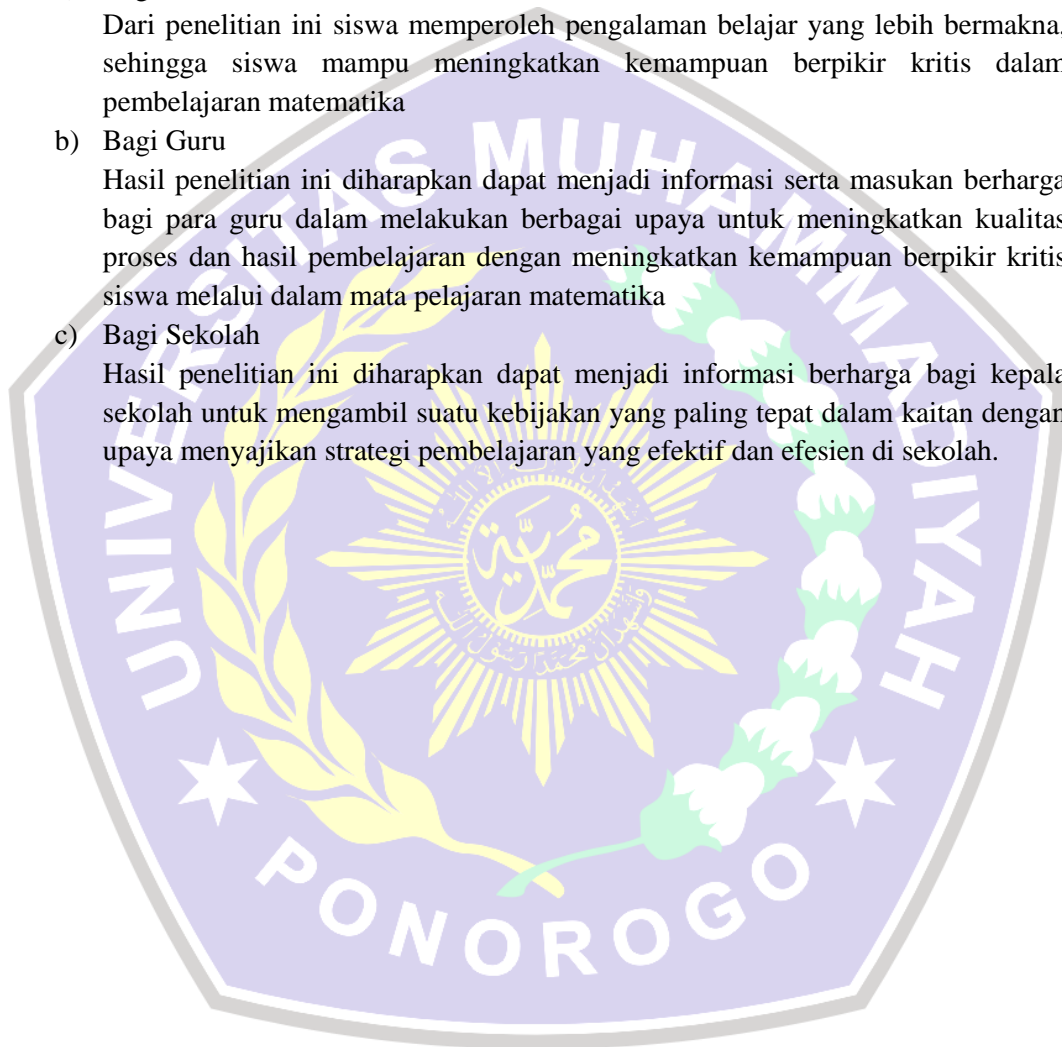 Dari penelitian ini siswa memperoleh pengalaman belajar yang lebih bermakna,
sehingga siswa mampu meningkatkan kemampuan berpikir kritis dalam
pembelajaran matematika
b) Bagi Guru
Hasil penelitian ini diharapkan dapat menjadi informasi serta masukan berharga
bagi para guru dalam melakukan berbagai upaya untuk meningkatkan kualitas
proses dan hasil pembelajaran dengan meningkatkan kemampuan berpikir kritis
siswa melalui dalam mata pelajaran matematika
c) Bagi Sekolah
Hasil penelitian ini diharapkan dapat menjadi informasi berharga bagi kepala
sekolah untuk mengambil suatu kebijakan yang paling tepat dalam kaitan dengan
upaya menyajikan strategi pembelajaran yang efektif dan efesien di sekolah.
UNIVERSITAS MUHAMMADIYAH
PONOROGO
محمدية